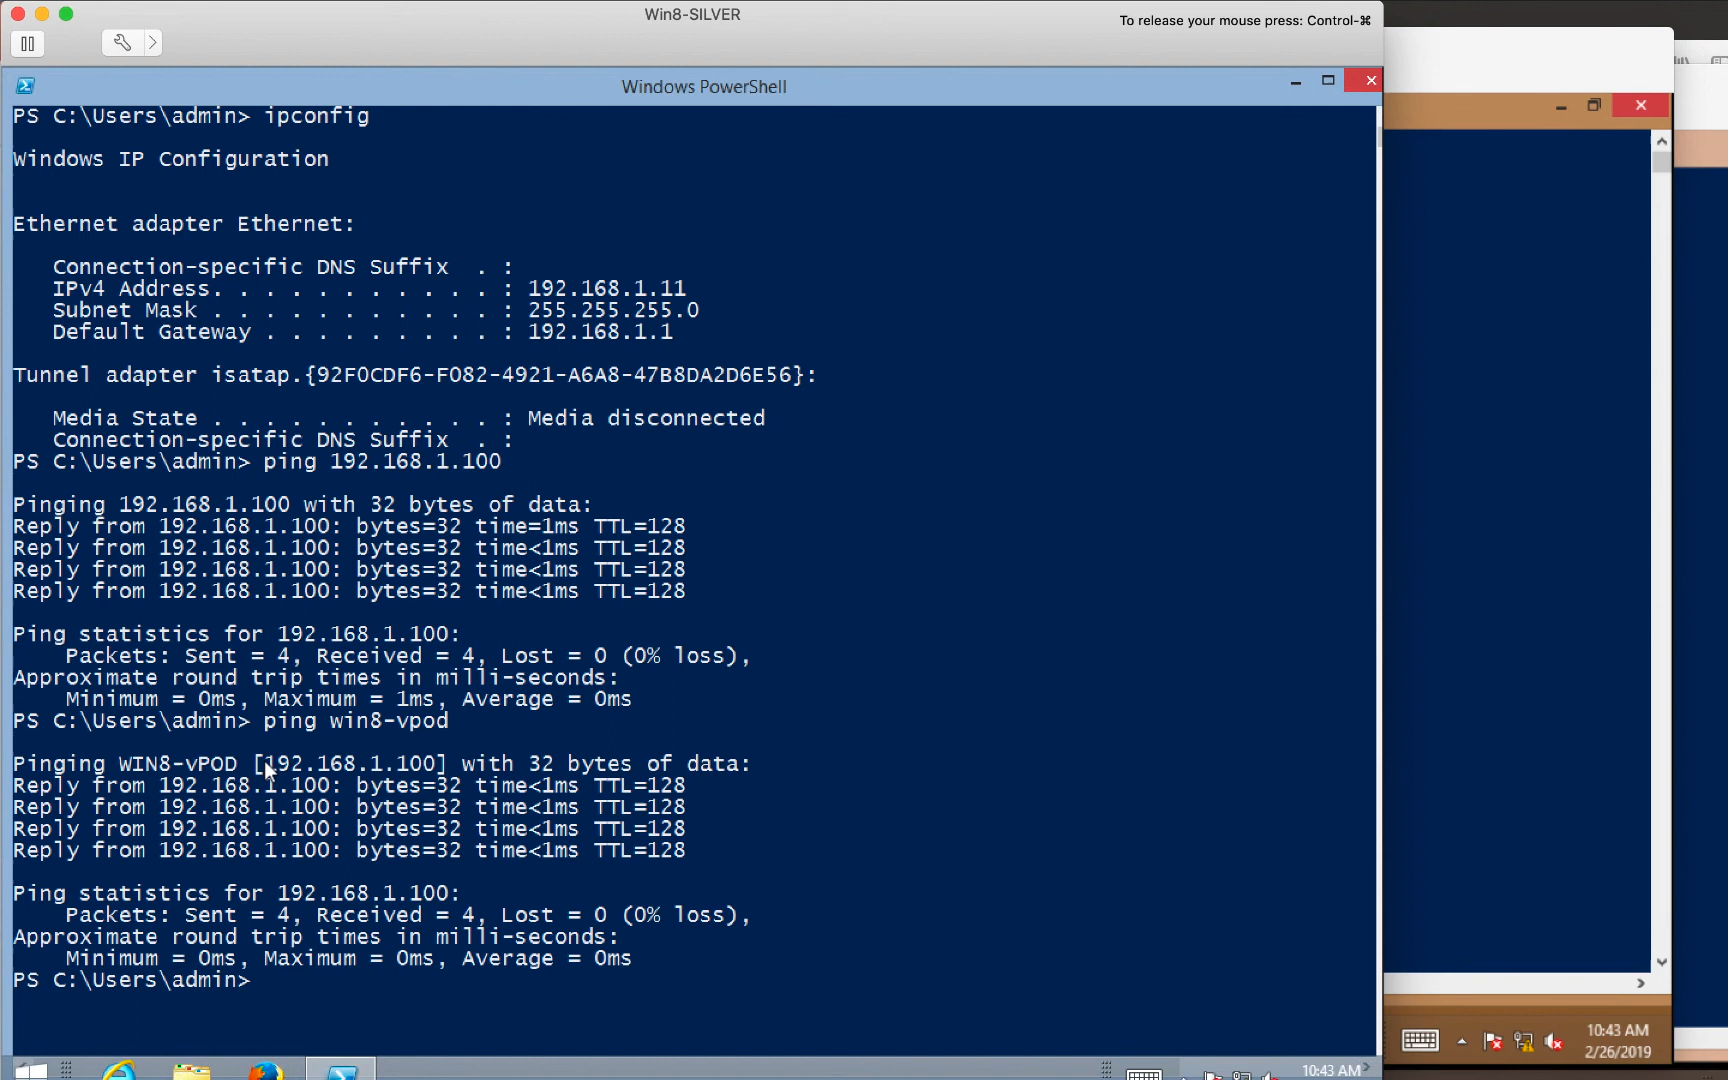 Win8-SILVER
To release your mouse press: Control-⌘
Windows PowerShell
PS C:\Users\admin> ipconfig
Windows IP Configuration
Ethernet adapter Ethernet:
Connection-specific DNS Suffix  . :
IPv4 Address. . . . . . . . . . . : 192.168.1.11
Subnet Mask . . . . . . . . . . . : 255.255.255.0
Default Gateway . . . . . . . . . : 192.168.1.1
Tunnel adapter isatap.{92F0CDF6-F082-4921-A6A8-47B8DA2D6E56}:
Media State . . . . . . . . . . . : Media disconnected
Connection-specific DNS Suffix  . :
PS C:\Users\admin> ping 192.168.1.100
Pinging 192.168.1.100 with 32 bytes of data:
Reply from 192.168.1.100: bytes=32 time=1ms TTL=128
Reply from 192.168.1.100: bytes=32 time<1ms TTL=128
Reply from 192.168.1.100: bytes=32 time<1ms TTL=128
Reply from 192.168.1.100: bytes=32 time<1ms TTL=128
Ping statistics for 192.168.1.100:
Packets: Sent = 4, Received = 4, Lost = 0 (0% loss),
Approximate round trip times in milli-seconds:
Minimum = 0ms, Maximum = 1ms, Average = 0ms
PS C:\Users\admin> ping win8-vpod
Pinging WIN8-vPOD [192.168.1.100] with 32 bytes of data:
Reply from 192.168.1.100: bytes=32 time<1ms TTL=128
Reply from 192.168.1.100: bytes=32 time<1ms TTL=128
Reply from 192.168.1.100: bytes=32 time<1ms TTL=128
Reply from 192.168.1.100: bytes=32 time<1ms TTL=128
Ping statistics for 192.168.1.100:
Packets: Sent = 4, Received = 4, Lost = 0 (0% loss),
Approximate round trip times in milli-seconds:
Minimum = 0ms, Maximum = 0ms, Average = 0ms
PS C:\Users\admin>
10:43 AM
10:43 AM
2/26/2019